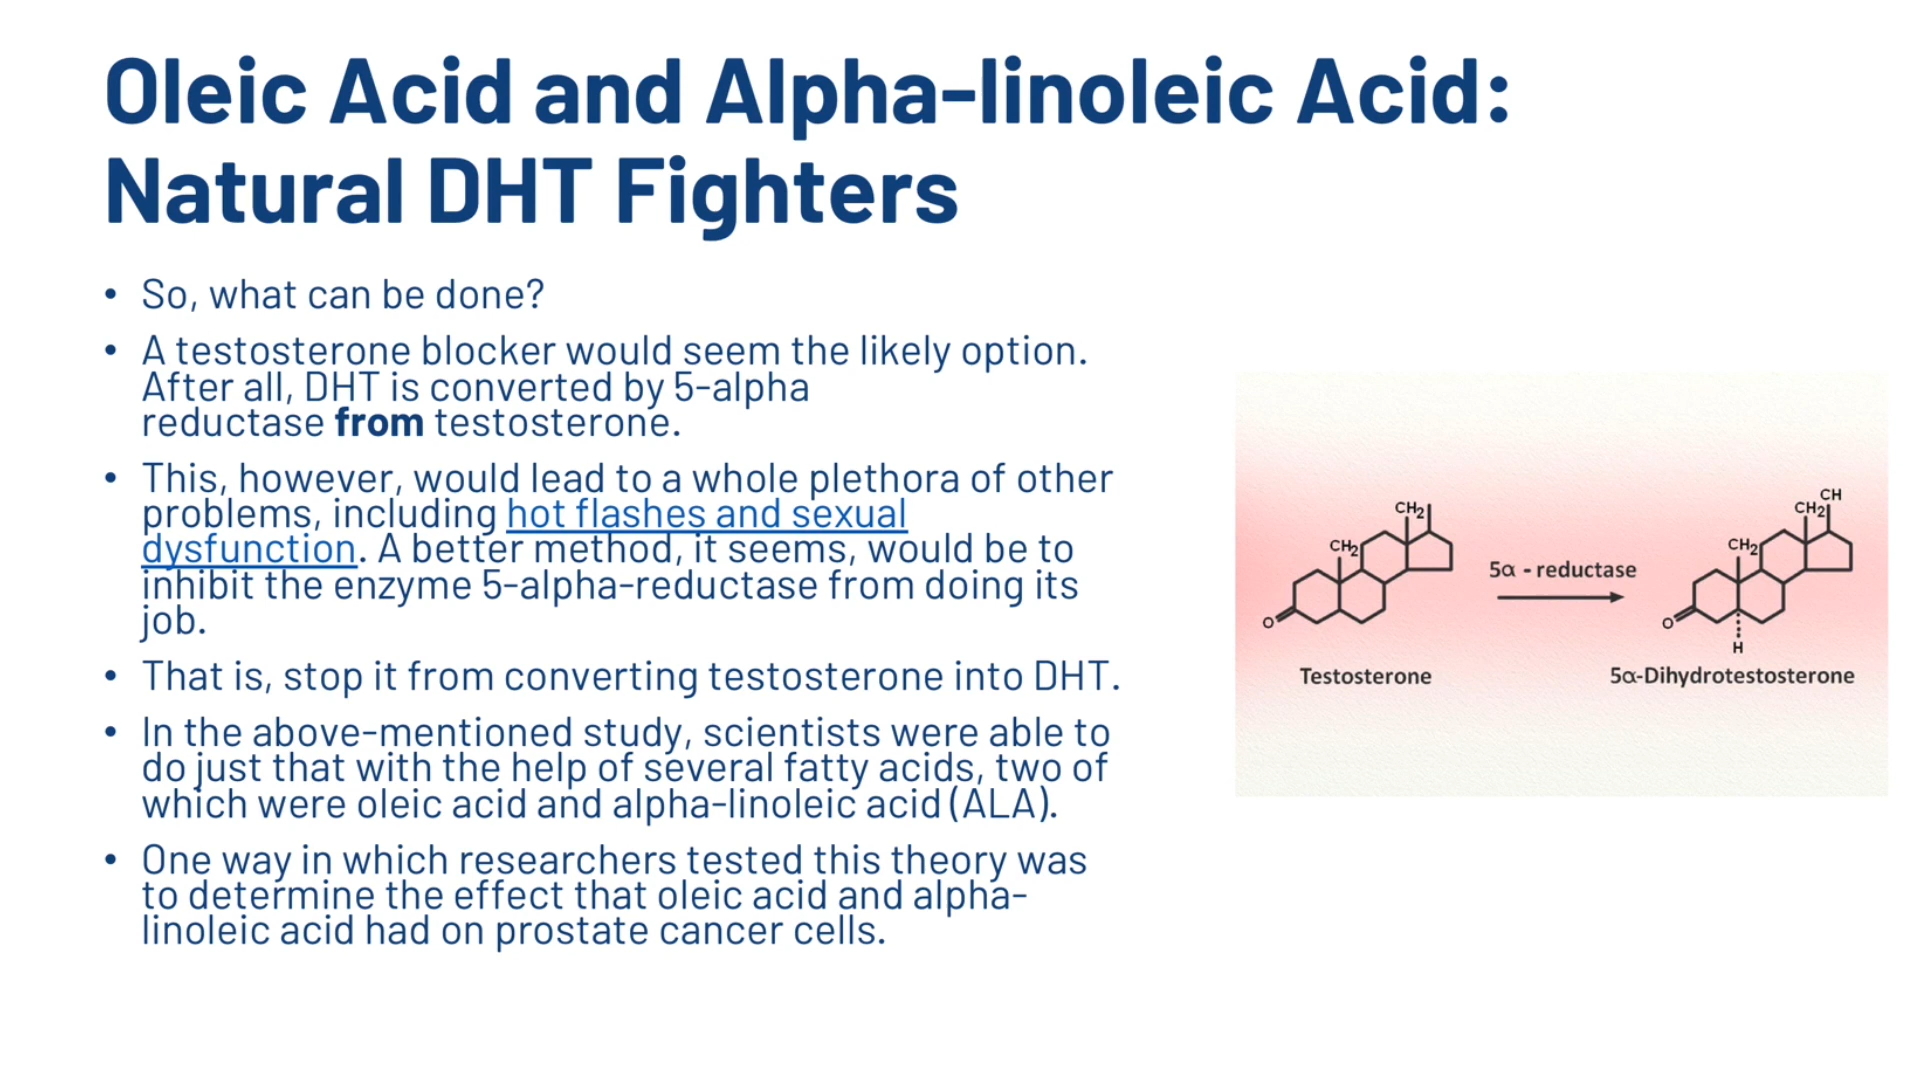 Oleic Acid and Alpha-linoleic Acid:
Natural DHT Fighters
• So, what can be done?
• A testosterone blocker would seem the likely option.
After all, DHT is converted by 5-alpha
reductase from testosterone.
• This, however, would lead to a whole plethora of other
problems, including hot flashes and sexual
dysfunction. A better method, it seems, would be to
inhibit the enzyme 5-alpha-reductase from doing its
job.
• That is, stop it from converting testosterone into DHT.
• In the above-mentioned study, scientists were able to
do just that with the help of several fatty acids, two of
which were oleic acid and alpha-linoleic acid (ALA).
• One way in which researchers tested this theory was
to determine the effect that oleic acid and alpha-
linoleic acid had on prostate cancer cells.
CH2
CH2
O
Testosterone
5α - reductase
CH
CH2
CH2
O
H
5α-Dihydrotestosterone